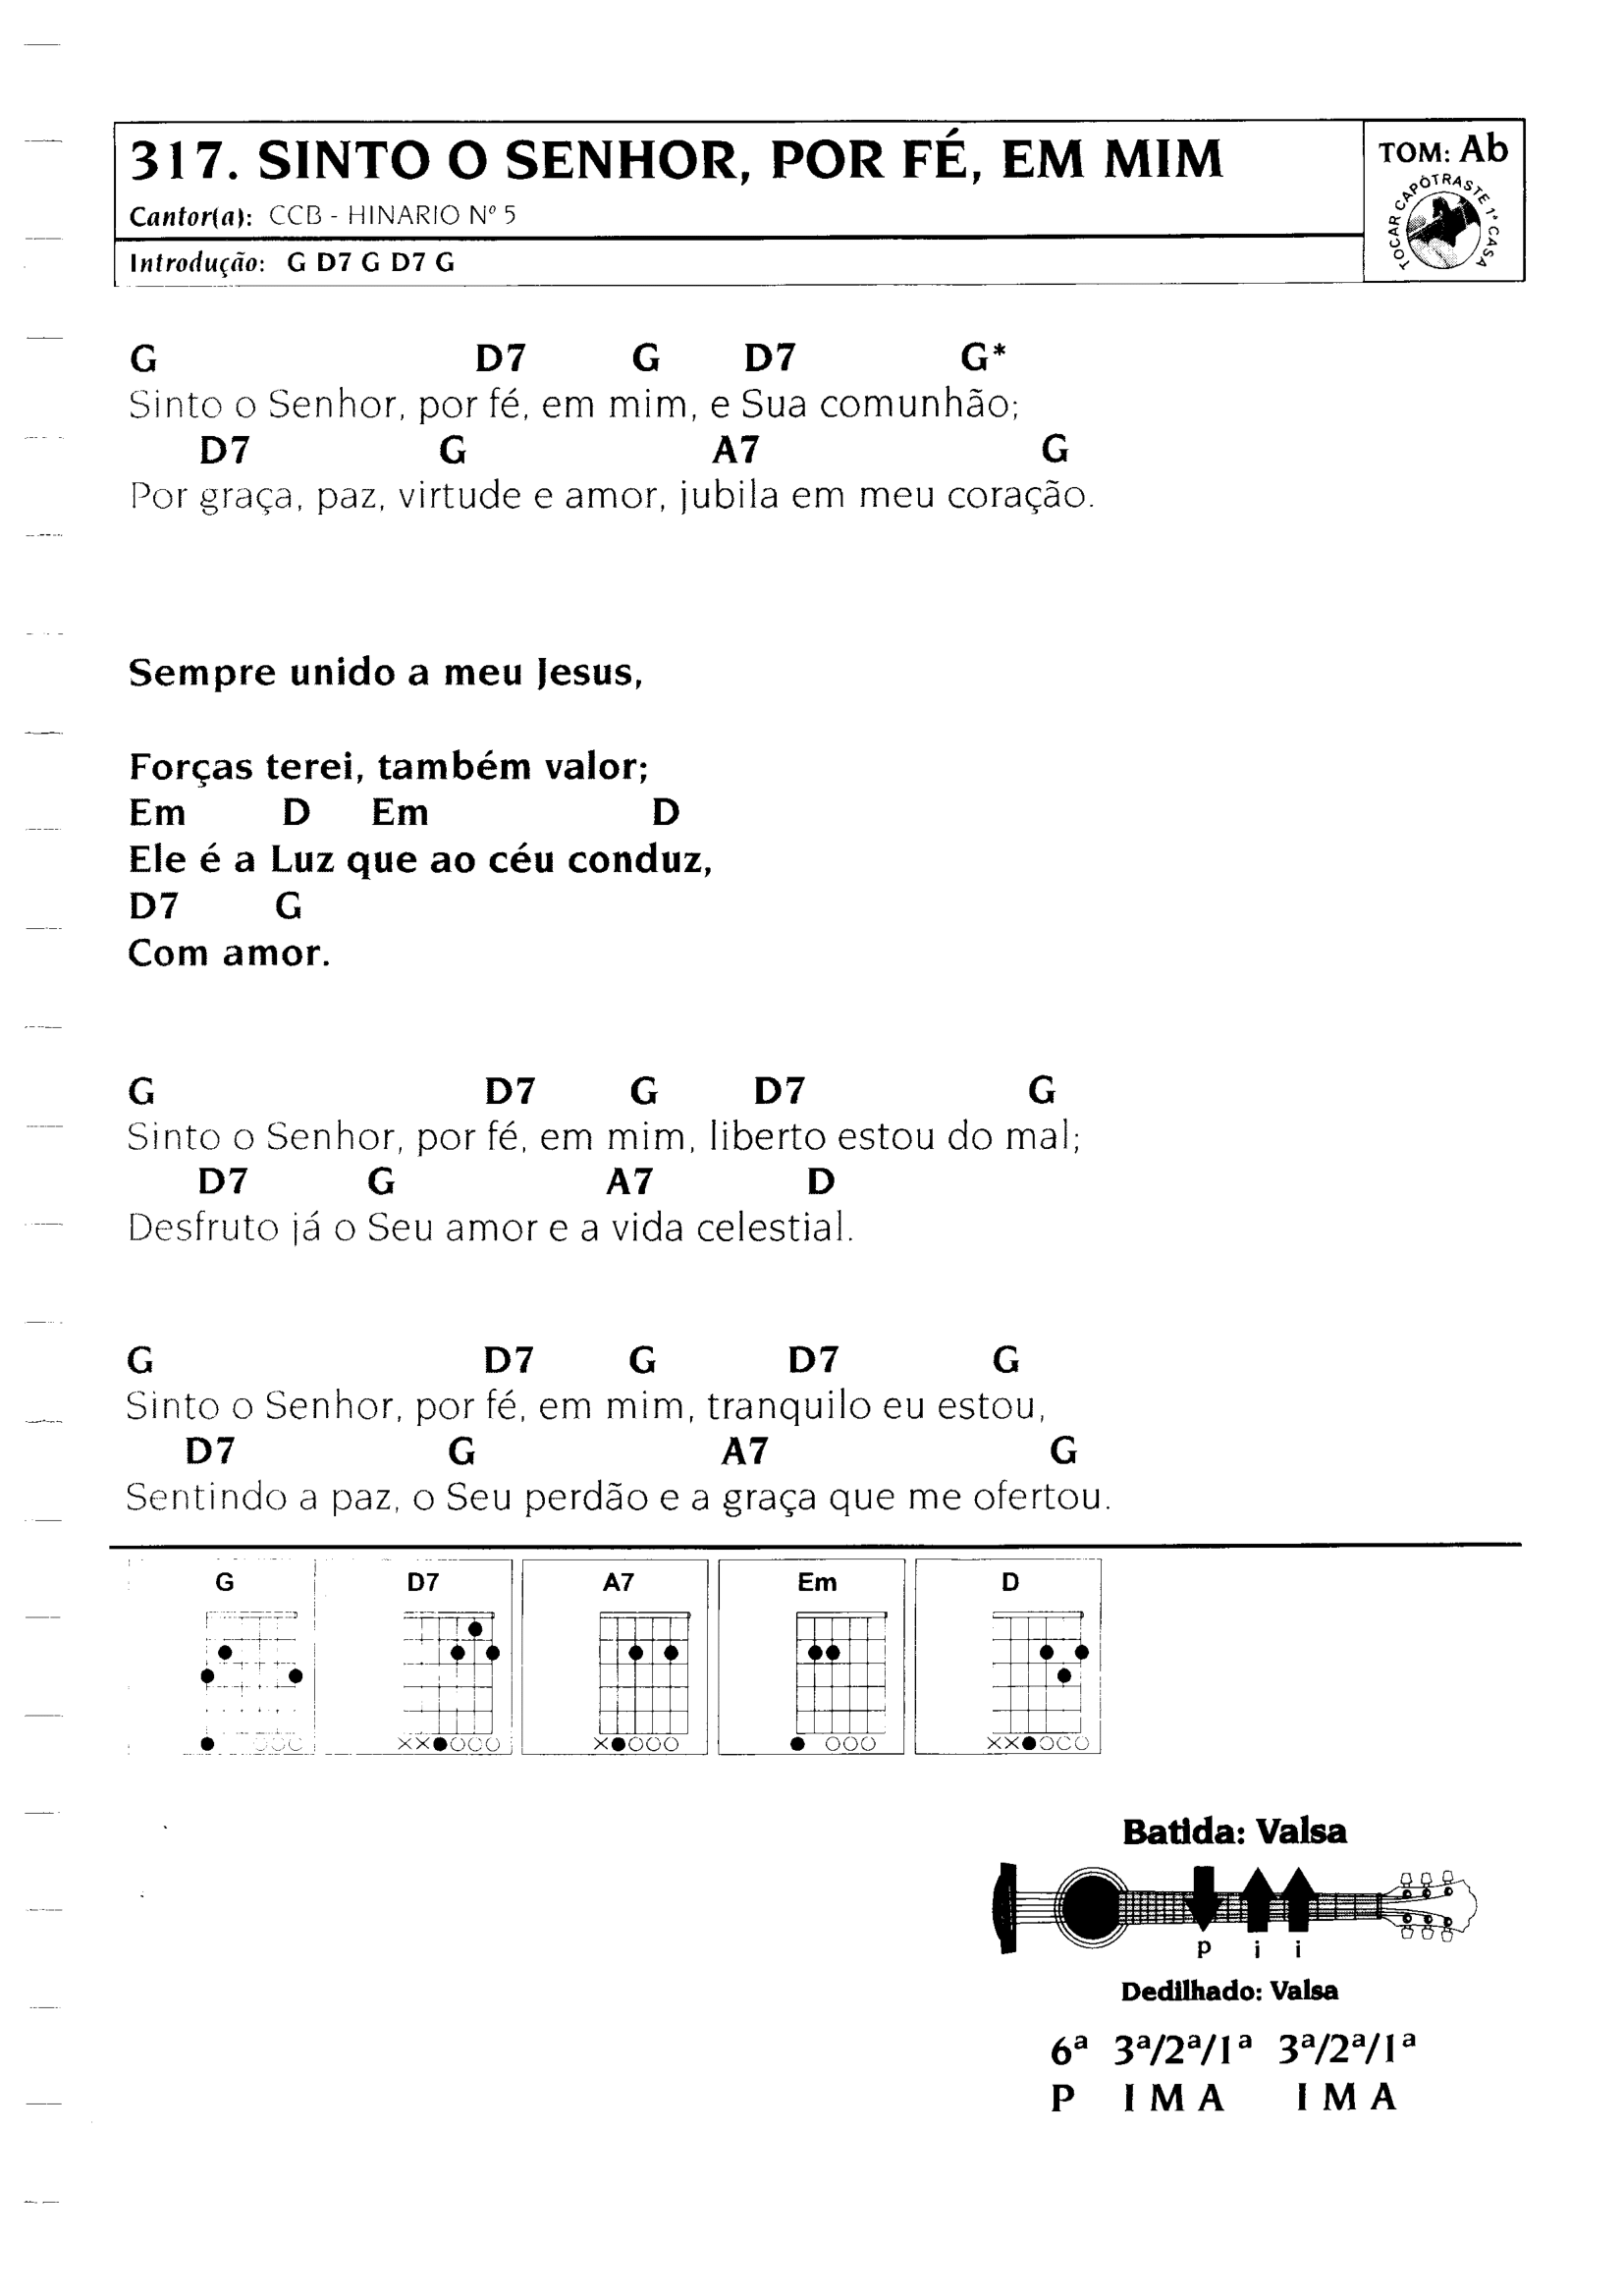 317. SINTO O SENHOR, POR FÉ, EM MIM
Cantor(a): CCB - HINARIO Nº 5
Introdução: G D7 G D7 G
TOM: Ab
TOCAR CAPOTRASTE 1ª CASA
G D7 G D7 G*
Sinto o Senhor, por fé, em mim, e Sua comunhão;
D7 G A7 G
Por graça, paz, virtude e amor, jubila em meu coração.
Sempre unido a meu Jesus,
Forças terei, também valor;
Em D Em D
Ele é a Luz que ao céu conduz,
D7 G
Com amor.
G D7 G D7 G
Sinto o Senhor, por fé, em mim, liberto estou do mal;
D7 G A7 D
Desfruto já o Seu amor e a vida celestial.
G D7 G D7 G
Sinto o Senhor, por fé, em mim, tranquilo eu estou,
D7 G A7 G
Sentindo a paz, o Seu perdão e a graça que me ofertou.
G D7 A7 Em D
Batida: Valsa
p i i
Dedilhado: Valsa
6ª 3ª/2ª/1ª 3ª/2ª/1ª
P I M A I M A